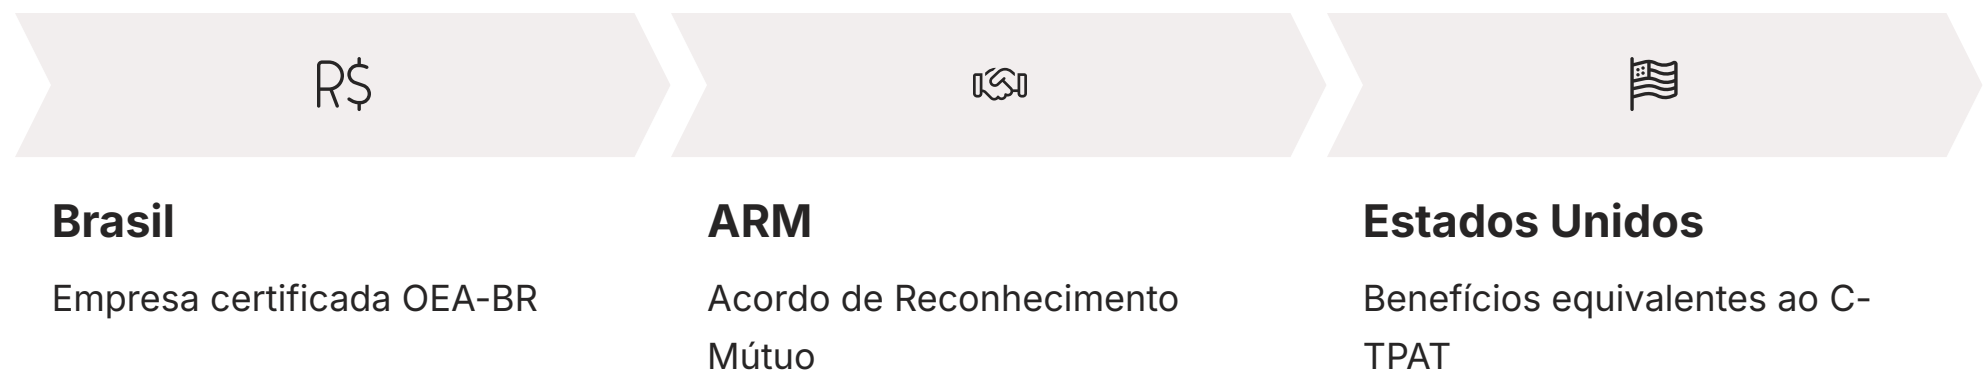 R$
Brasil
Empresa certificada OEA-BR
ARM
Acordo de Reconhecimento
Mútuo
Estados Unidos
Benefícios equivalentes ao C-
TPAT